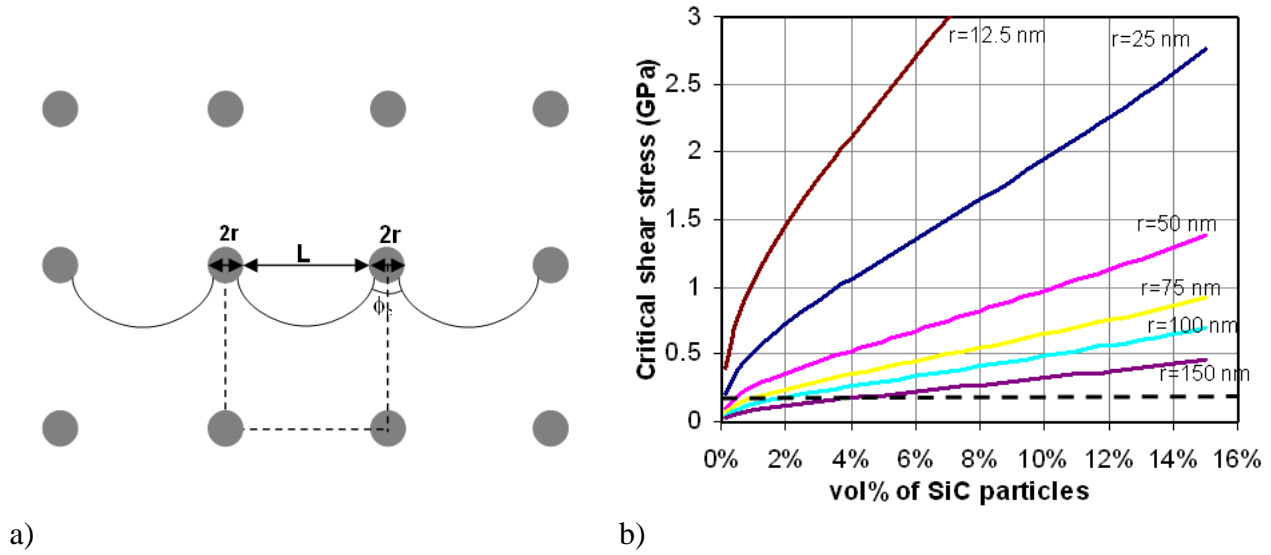 2r
2r
L
ϕc
a)
3
2.5
2
1.5
1
0.5
0
Critical shear stress (GPa)
r=12.5 nm
r=25 nm
r=50 nm
r=75 nm
r=100 nm
r=150 nm
0% 2% 4% 6% 8% 10% 12% 14% 16%
vol% of SiC particles
b)